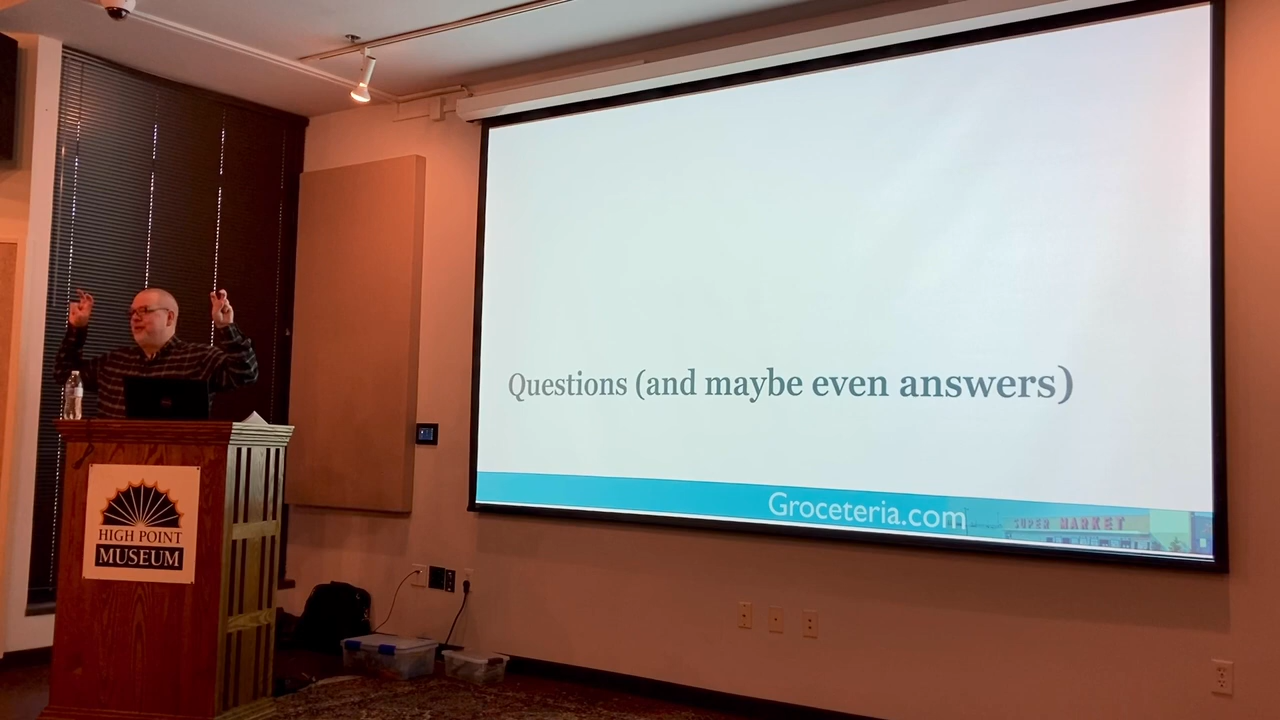 Questions (and maybe even answers)
Groceteria.com
SUPER MARKET
HIGH POINT
MUSEUM